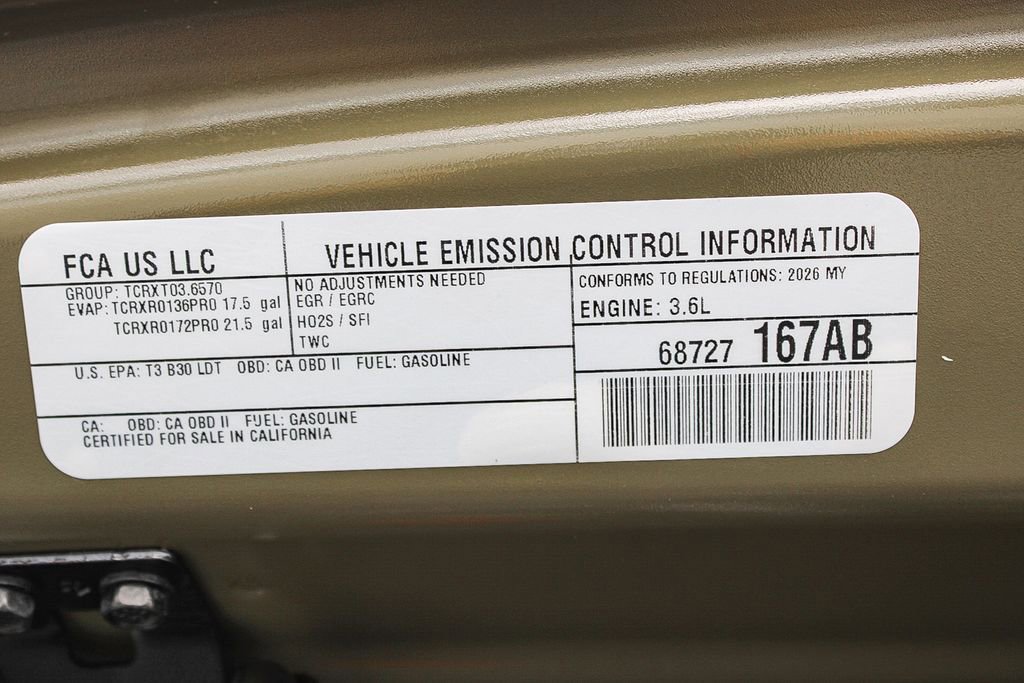 FCA US LLC
VEHICLE EMISSION CONTROL INFORMATION
GROUP: TCRXT03.6570
EVAP: TCRXR0136PR0 17.5 gal
TCRXR0172PR0 21.5 gal
NO ADJUSTMENTS NEEDED
EGR / EGRC
HO2S / SFI
TWC
CONFORMS TO REGULATIONS: 2026 MY
ENGINE: 3.6L
68727 167AB
U.S. EPA: T3 B30 LDT OBD: CA OBD II FUEL: GASOLINE
CA: OBD: CA OBD II FUEL: GASOLINE
CERTIFIED FOR SALE IN CALIFORNIA